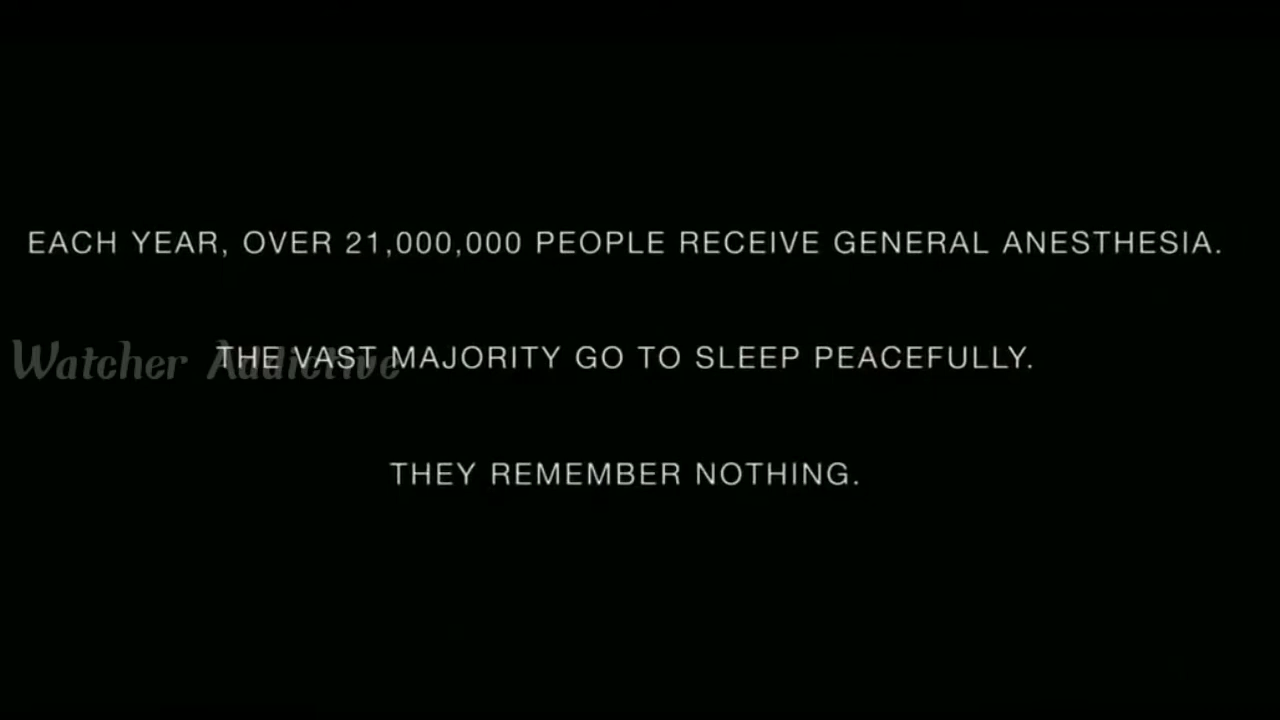 EACH YEAR, OVER 21,000,000 PEOPLE RECEIVE GENERAL ANESTHESIA.
Watcher Addictive
THE VAST MAJORITY GO TO SLEEP PEACEFULLY.
THEY REMEMBER NOTHING.